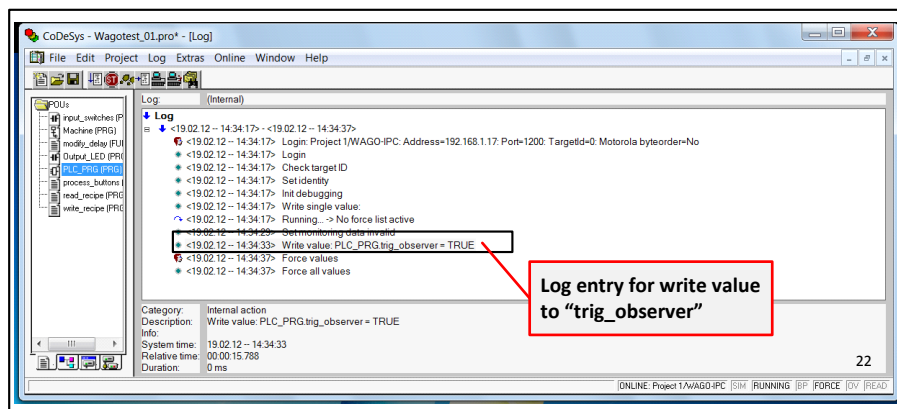 CoDeSys - Wagotest_01.pro* - [Log]
File Edit Project Log Extras Online Window Help
POUs
input_switches (P
Machine (PRG)
modify_delay (FUI
Output_LED (PRG
PLC_PRG (PRG)
process_buttons (
read_recipe (PRG
write_recipe (PRG
Log: (Internal)
Log
<19.02.12 -- 14:34:17> - <19.02.12 -- 14:34:37>
<19.02.12 -- 14:34:17> Login: Project 1/WAGO-IPC: Address=192.168.1.17: Port=1200: TargetId=0: Motorola byteorder=No
<19.02.12 -- 14:34:17> Login
<19.02.12 -- 14:34:17> Check target ID
<19.02.12 -- 14:34:17> Set identity
<19.02.12 -- 14:34:17> Init debugging
<19.02.12 -- 14:34:17> Write single value:
<19.02.12 -- 14:34:17> Running... -> No force list active
<19.02.12 -- 14:34:29> Set monitoring data invalid
<19.02.12 -- 14:34:33> Write value: PLC_PRG.trig_observer = TRUE
<19.02.12 -- 14:34:37> Force values
<19.02.12 -- 14:34:37> Force all values
Log entry for write value
to “trig_observer”
Category: Internal action
Description: Write value: PLC_PRG.trig_observer = TRUE
Info:
System time: 19.02.12 -- 14:34:33
Relative time: 00:00:15.788
Duration: 0 ms
22
ONLINE: Project 1/WAGO-IPC SIM RUNNING BP FORCE OV READ